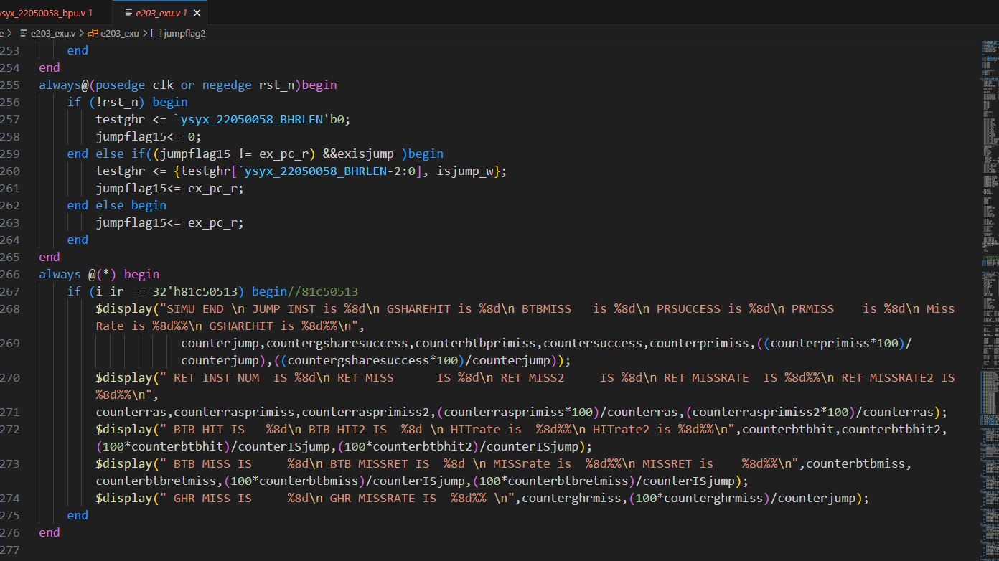 ysyx_22050058_bpu.v 1
e203_exu.v 1 ×
e203_exu.v > e203_exu > [ ] jumpflag2
253 end
254 end
255 always@(posedge clk or negedge rst_n)begin
256 if (!rst_n) begin
257 testghr <= `ysyx_22050058_BHRLEN'b0;
258 jumpflag15<= 0;
259 end else if((jumpflag15 != ex_pc_r) &&exisjump )begin
260 testghr <= {testghr[`ysyx_22050058_BHRLEN-2:0], isjump_w};
261 jumpflag15<= ex_pc_r;
262 end else begin
263 jumpflag15<= ex_pc_r;
264 end
265 end
266 always @(*) begin
267 if (i_ir == 32'h81c50513) begin//81c50513
268 $display("SIMU END \n JUMP INST is %8d\n GSHAREHIT is %8d\n BTBMISS   is %8d\n PRSUCCESS is %8d\n PRMISS    is %8d\n Miss
Rate is %8d%%\n GSHAREHIT is %8d%%\n",
269 counterjump,countergsharesuccess,counterbtbprimiss,countersuccess,counterprimiss,((counterprimiss*100)/
counterjump),((countergsharesuccess*100)/counterjump));
270 $display(" RET INST NUM  IS %8d\n RET MISS      IS %8d\n RET MISS2     IS %8d\n RET MISSRATE  IS %8d%%\n RET MISSRATE2 IS
%8d%%\n",
271 counterras,counterrasprimiss,counterrasprimiss2,(counterrasprimiss*100)/counterras,(counterrasprimiss2*100)/counterras);
272 $display(" BTB HIT IS   %8d\n BTB HIT2 IS  %8d \n HITrate is  %8d%%\n HITrate2 is %8d%%\n",counterbtbhit,counterbtbhit2,
(100*counterbtbhit)/counterISjump,(100*counterbtbhit2)/counterISjump);
273 $display(" BTB MISS IS     %8d\n BTB MISSRET IS  %8d \n MISSrate is  %8d%%\n MISSRET is    %8d%%\n",counterbtbmiss,
counterbtbretmiss,(100*counterbtbmiss)/counterISjump,(100*counterbtbretmiss)/counterISjump);
274 $display(" GHR MISS IS     %8d\n GHR MISSRATE IS  %8d%% \n",counterghrmiss,(100*counterghrmiss)/counterjump);
275 end
276 end
277